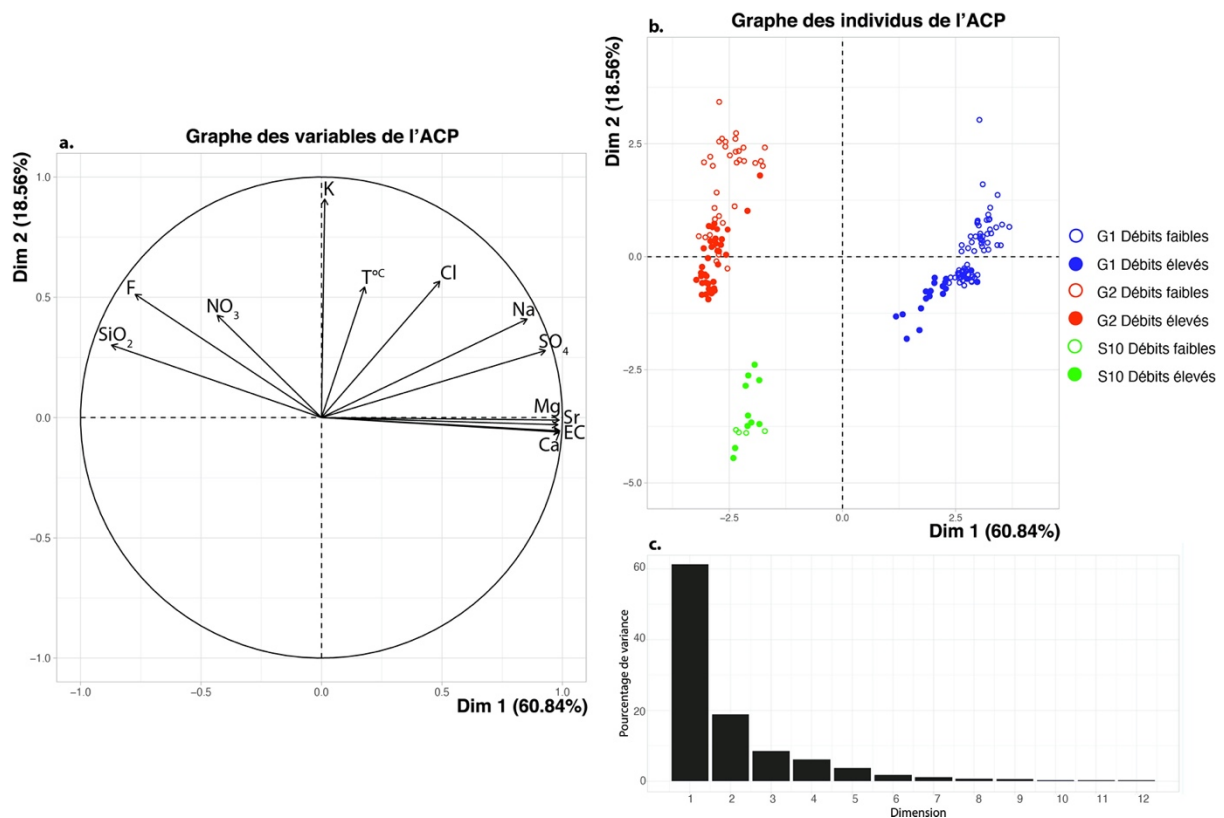 a.
Graphe des variables de l'ACP
Dim 2 (18.56%)
1.0
0.5
0.0
−0.5
−1.0
K
T°C
Cl
F
NO3
SiO2
Na
SO4
Mg
Sr
EC
Ca
−1.0
−0.5
0.0
0.5
1.0
Dim 1 (60.84%)
b.
Graphe des individus de l'ACP
Dim 2 (18.56%)
2.5
0.0
−2.5
−5.0
−2.5
0.0
2.5
Dim 1 (60.84%)
G1 Débits faibles
G1 Débits élevés
G2 Débits faibles
G2 Débits élevés
S10 Débits faibles
S10 Débits élevés
c.
Pourcentage de variance
60
40
20
0
1 2 3 4 5 6 7 8 9 10 11 12
Dimension